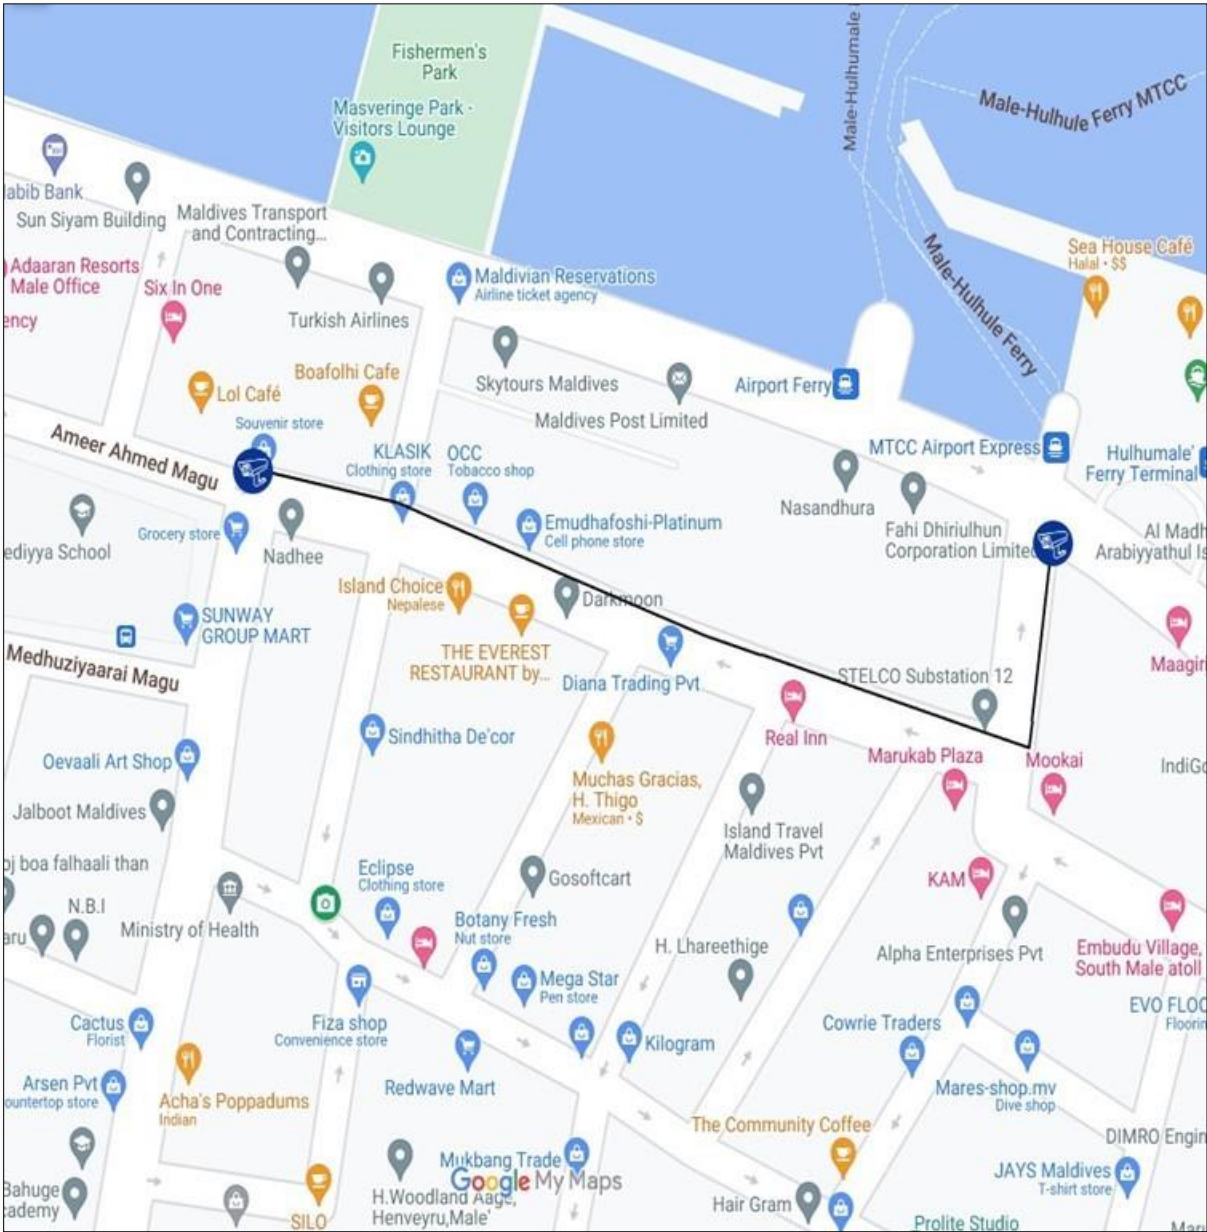 Fishermen's
Park
Masveringe Park -
Visitors Lounge
Male-Hulhumale
Male-Hulhule Ferry MTCC
abib Bank
Sun Siyam Building
Maldives Transport
and Contracting...
Adaaran Resorts
Male Office
ency
Six In One
Turkish Airlines
Maldivian Reservations
Airline ticket agency
Male-Hulhule Ferry
Sea House Café
Halal • $$
Lol Café
Boafolhi Cafe
Skytours Maldives
Maldives Post Limited
Airport Ferry
Souvenir store
Ameer Ahmed Magu
KLASIK
Clothing store
OCC
Tobacco shop
MTCC Airport Express
Hulhumale'
Ferry Terminal
Nasandhura
Fahi Dhiriulhun
Corporation Limited
Al Madh
Arabiyyathul Is
ediyya School
Grocery store
Nadhee
Emudhafoshi-Platinum
Cell phone store
Island Choice
Nepalese
Darkmoon
SUNWAY
GROUP MART
THE EVEREST
RESTAURANT by...
Medhuziyaarai Magu
Diana Trading Pvt
STELCO Substation 12
Maagiri
Real Inn
Sindhitha De'cor
Oevaali Art Shop
Marukab Plaza
Mookai
IndiGo
Muchas Gracias,
H. Thigo
Mexican • $
Jalboot Maldives
Island Travel
Maldives Pvt
oj boa falhaali than
Eclipse
Clothing store
Gosoftcart
KAM
N.B.I
aru
Ministry of Health
Botany Fresh
Nut store
H. Lhareethige
Alpha Enterprises Pvt
Embudu Village,
South Male atoll
Mega Star
Pen store
EVO FLOO
Floorin
Cactus
Florist
Fiza shop
Convenience store
Kilogram
Cowrie Traders
Arsen Pvt
ountertop store
Acha's Poppadums
Indian
Redwave Mart
Mares-shop.mv
Dive shop
The Community Coffee
DIMRO Engin
Mukbang Trade
Google My Maps
JAYS Maldives
T-shirt store
Bahuge
cademy
SILO
H.Woodland Aage,
Henveyru,Male'
Hair Gram
Prolite Studio